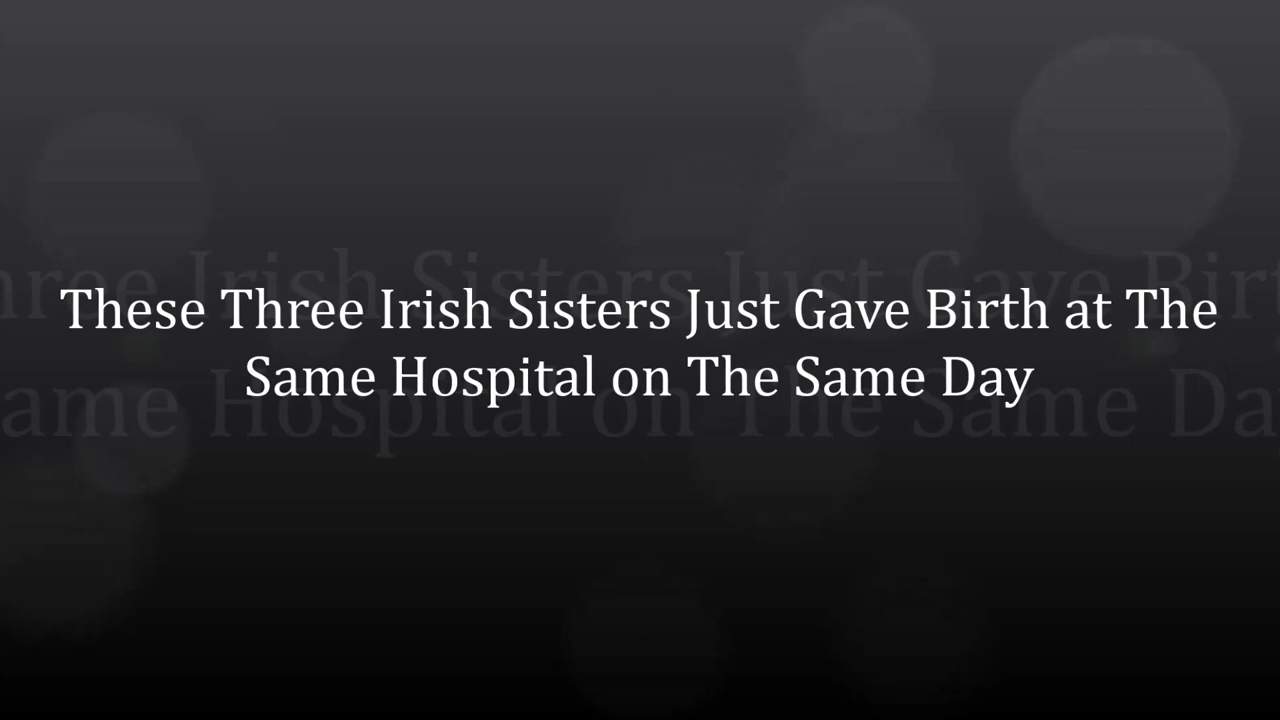 These Three Irish Sisters Just Gave Birth at The
Same Hospital on The Same Day